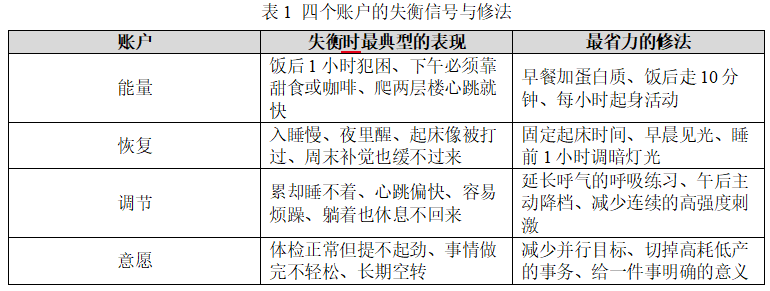 表 1 四个账户的失衡信号与修法
账户
失衡时最典型的表现
最省力的修法
能量
饭后 1 小时犯困、下午必须靠
甜食或咖啡、爬两层楼心跳就
快
早餐加蛋白质、饭后走 10 分
钟、每小时起身活动
恢复
入睡慢、夜里醒、起床像被打
过、周末补觉也缓不过来
固定起床时间、早晨见光、睡
前 1 小时调暗灯光
调节
累却睡不着、心跳偏快、容易
烦躁、躺着也休息不回来
延长呼气的呼吸练习、午后主
动降档、减少连续的高强度刺
激
意愿
体检正常但提不起劲、事情做
完不轻松、长期空转
减少并行目标、切掉高耗低产
的事务、给一件事明确的意义